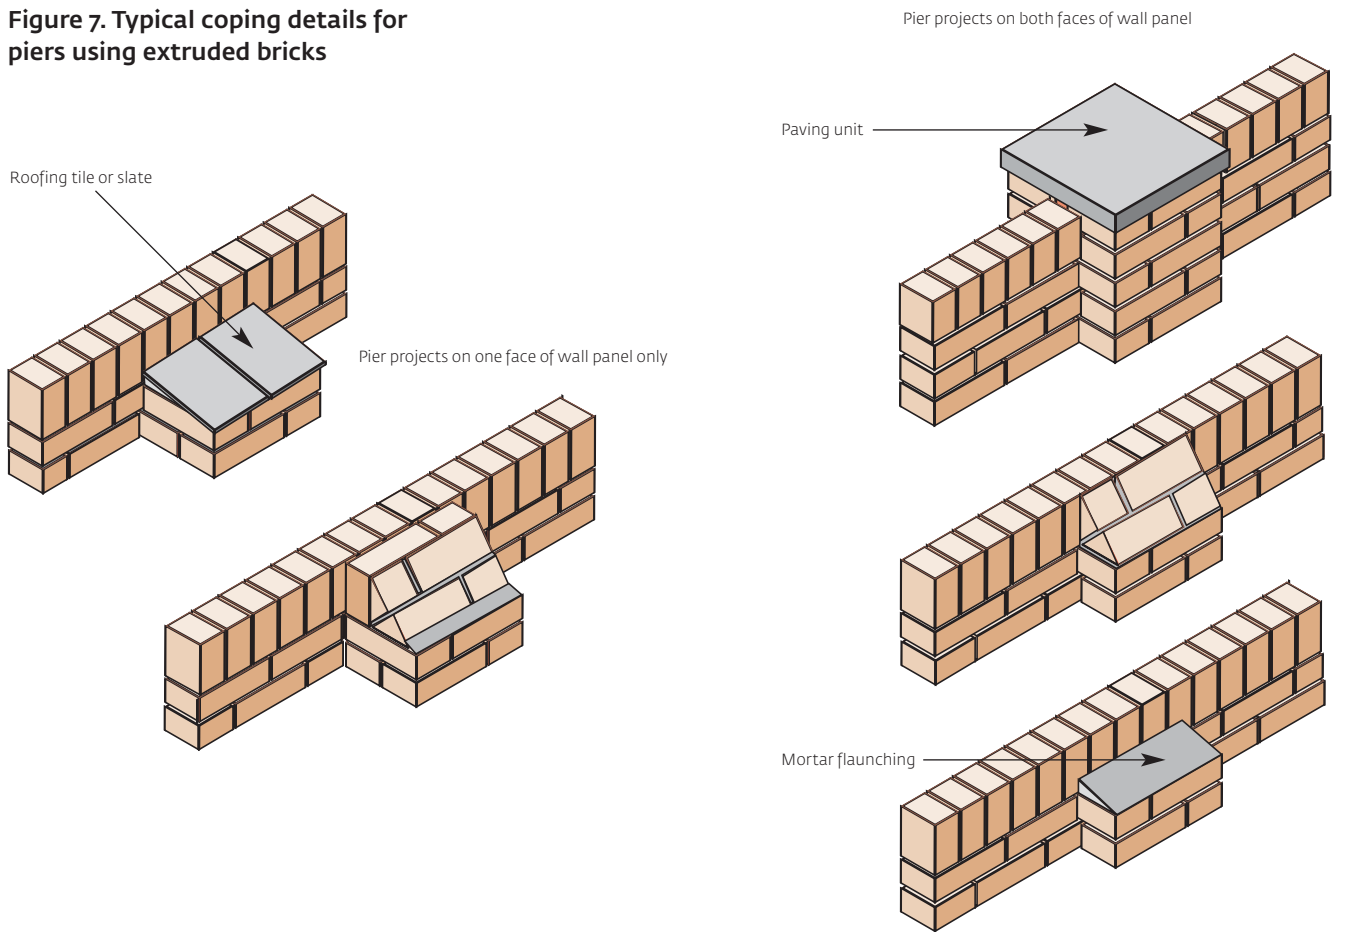 Figure 7. Typical coping details for
piers using extruded bricks
Pier projects on both faces of wall panel
Paving unit
Roofing tile or slate
Pier projects on one face of wall panel only
Mortar flaunching